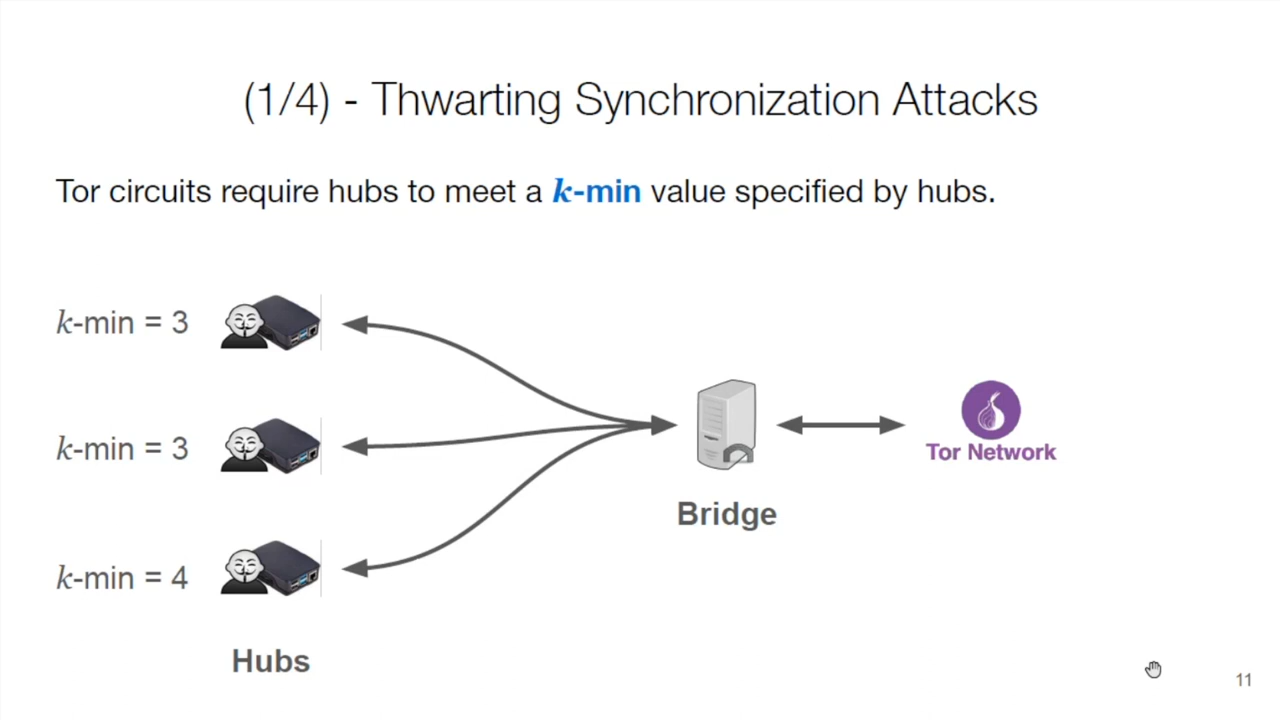 (1/4) - Thwarting Synchronization Attacks
Tor circuits require hubs to meet a k-min value specified by hubs.
k-min = 3
k-min = 3
k-min = 4
Hubs
Bridge
Tor Network
11